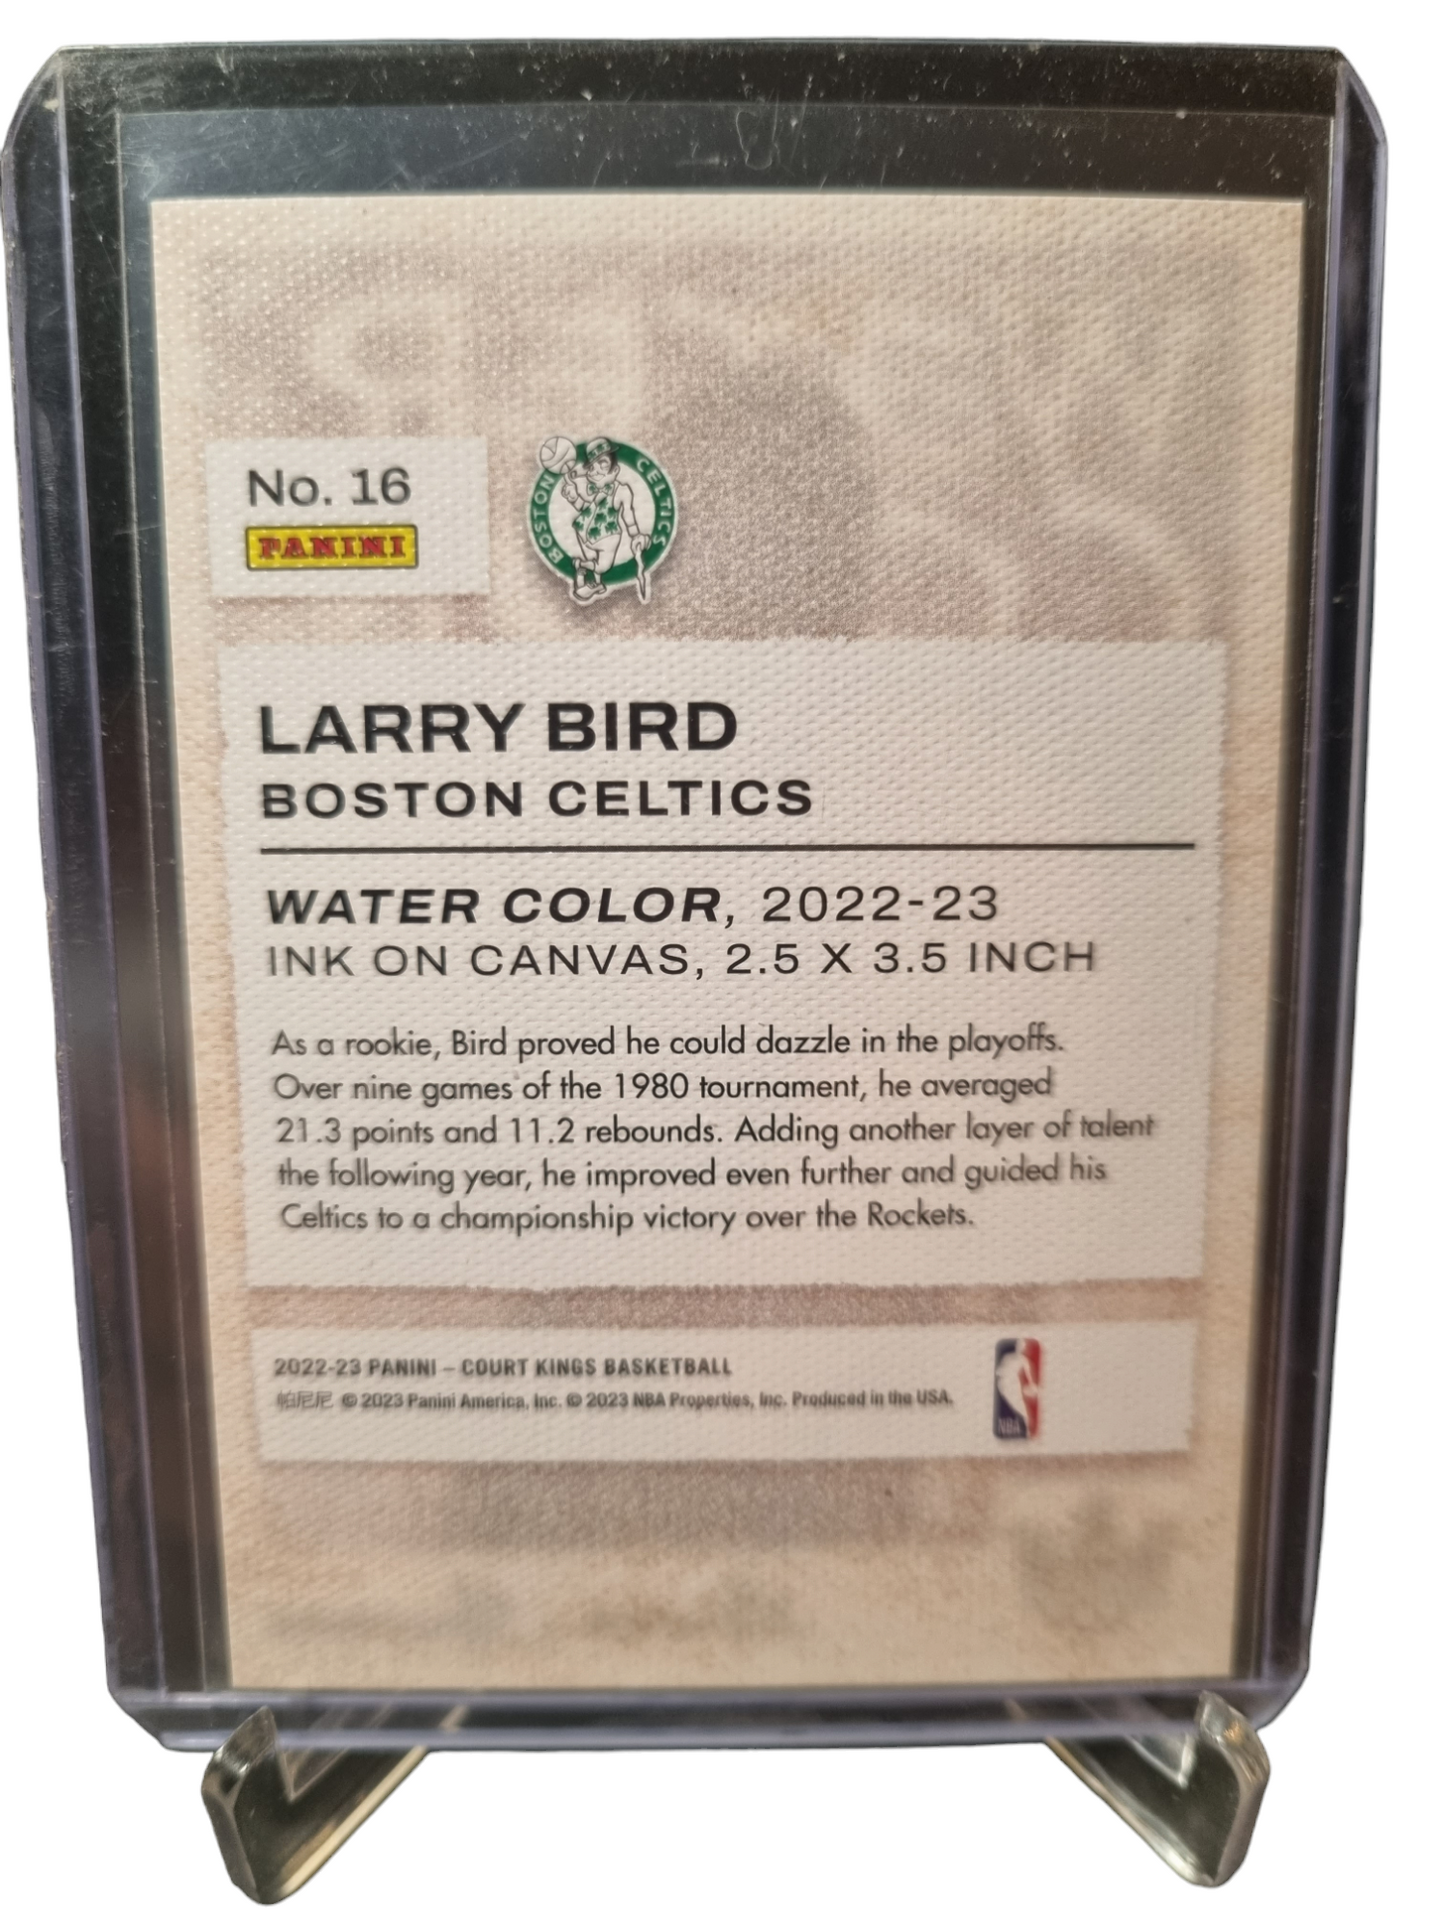 No. 16
PANINI
BOSTON CELTICS
LARRY BIRD
BOSTON CELTICS
WATER COLOR, 2022-23
INK ON CANVAS, 2.5 X 3.5 INCH
As a rookie, Bird proved he could dazzle in the playoffs.
Over nine games of the 1980 tournament, he averaged
21.3 points and 11.2 rebounds. Adding another layer of talent
the following year, he improved even further and guided his
Celtics to a championship victory over the Rockets.
2022-23 PANINI – COURT KINGS BASKETBALL
帕尼尼 © 2023 Panini America, Inc. © 2023 NBA Properties, Inc. Produced in the USA.
NBA